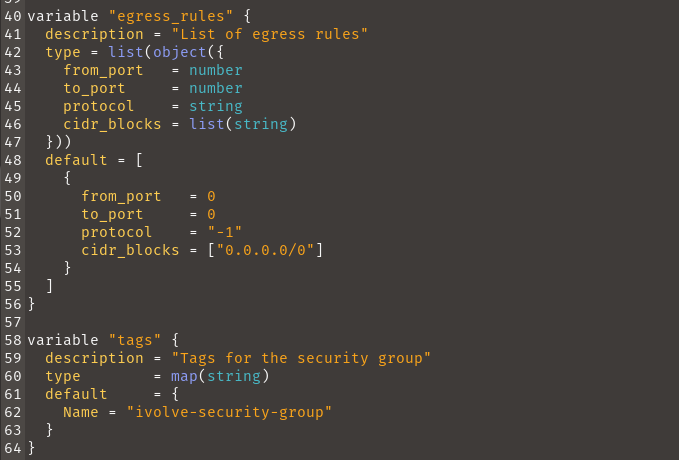 40 variable "egress_rules" {
41   description = "List of egress rules"
42   type = list(object({
43     from_port   = number
44     to_port     = number
45     protocol    = string
46     cidr_blocks = list(string)
47   }))
48   default = [
49     {
50       from_port   = 0
51       to_port     = 0
52       protocol    = "-1"
53       cidr_blocks = ["0.0.0.0/0"]
54     }
55   ]
56 }
57
58 variable "tags" {
59   description = "Tags for the security group"
60   type        = map(string)
61   default     = {
62     Name = "ivolve-security-group"
63   }
64 }